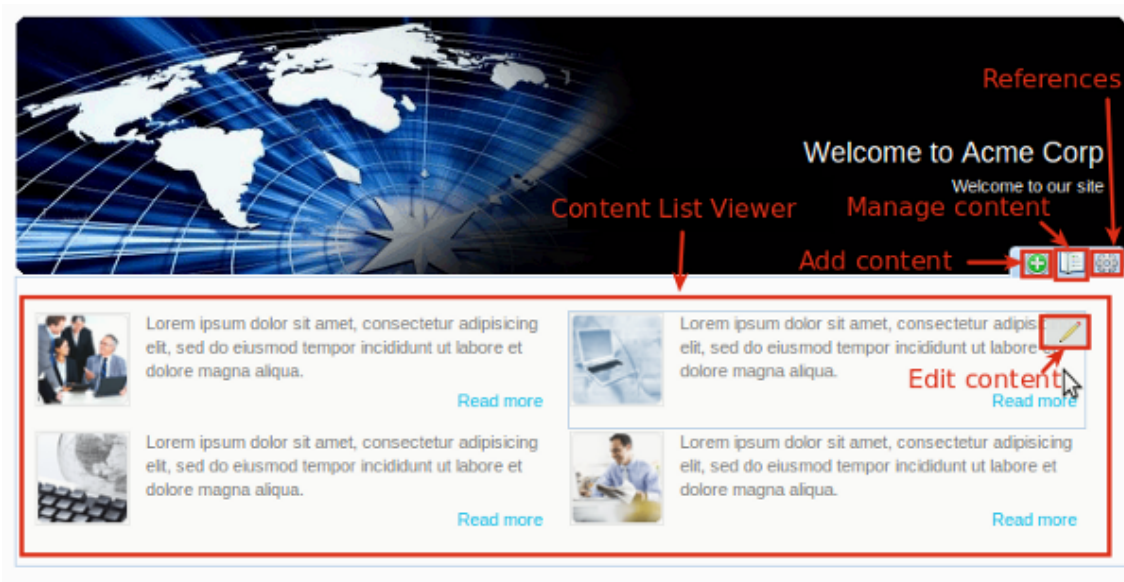 References
Welcome to Acme Corp
Welcome to our site
Content List Viewer
Manage content
Add content
Lorem ipsum dolor sit amet, consectetur adipisicing
elit, sed do eiusmod tempor incididunt ut labore et
dolore magna aliqua.
Read more
Lorem ipsum dolor sit amet, consectetur
elit, sed do eiusmod tempor incididunt ut labore
dolore magna aliqua.
Edit content
Read more
Lorem ipsum dolor sit amet, consectetur adipisicing
elit, sed do eiusmod tempor incididunt ut labore et
dolore magna aliqua.
Read more
Lorem ipsum dolor sit amet, consectetur adipisicing
elit, sed do eiusmod tempor incididunt ut labore et
dolore magna aliqua.
Read more